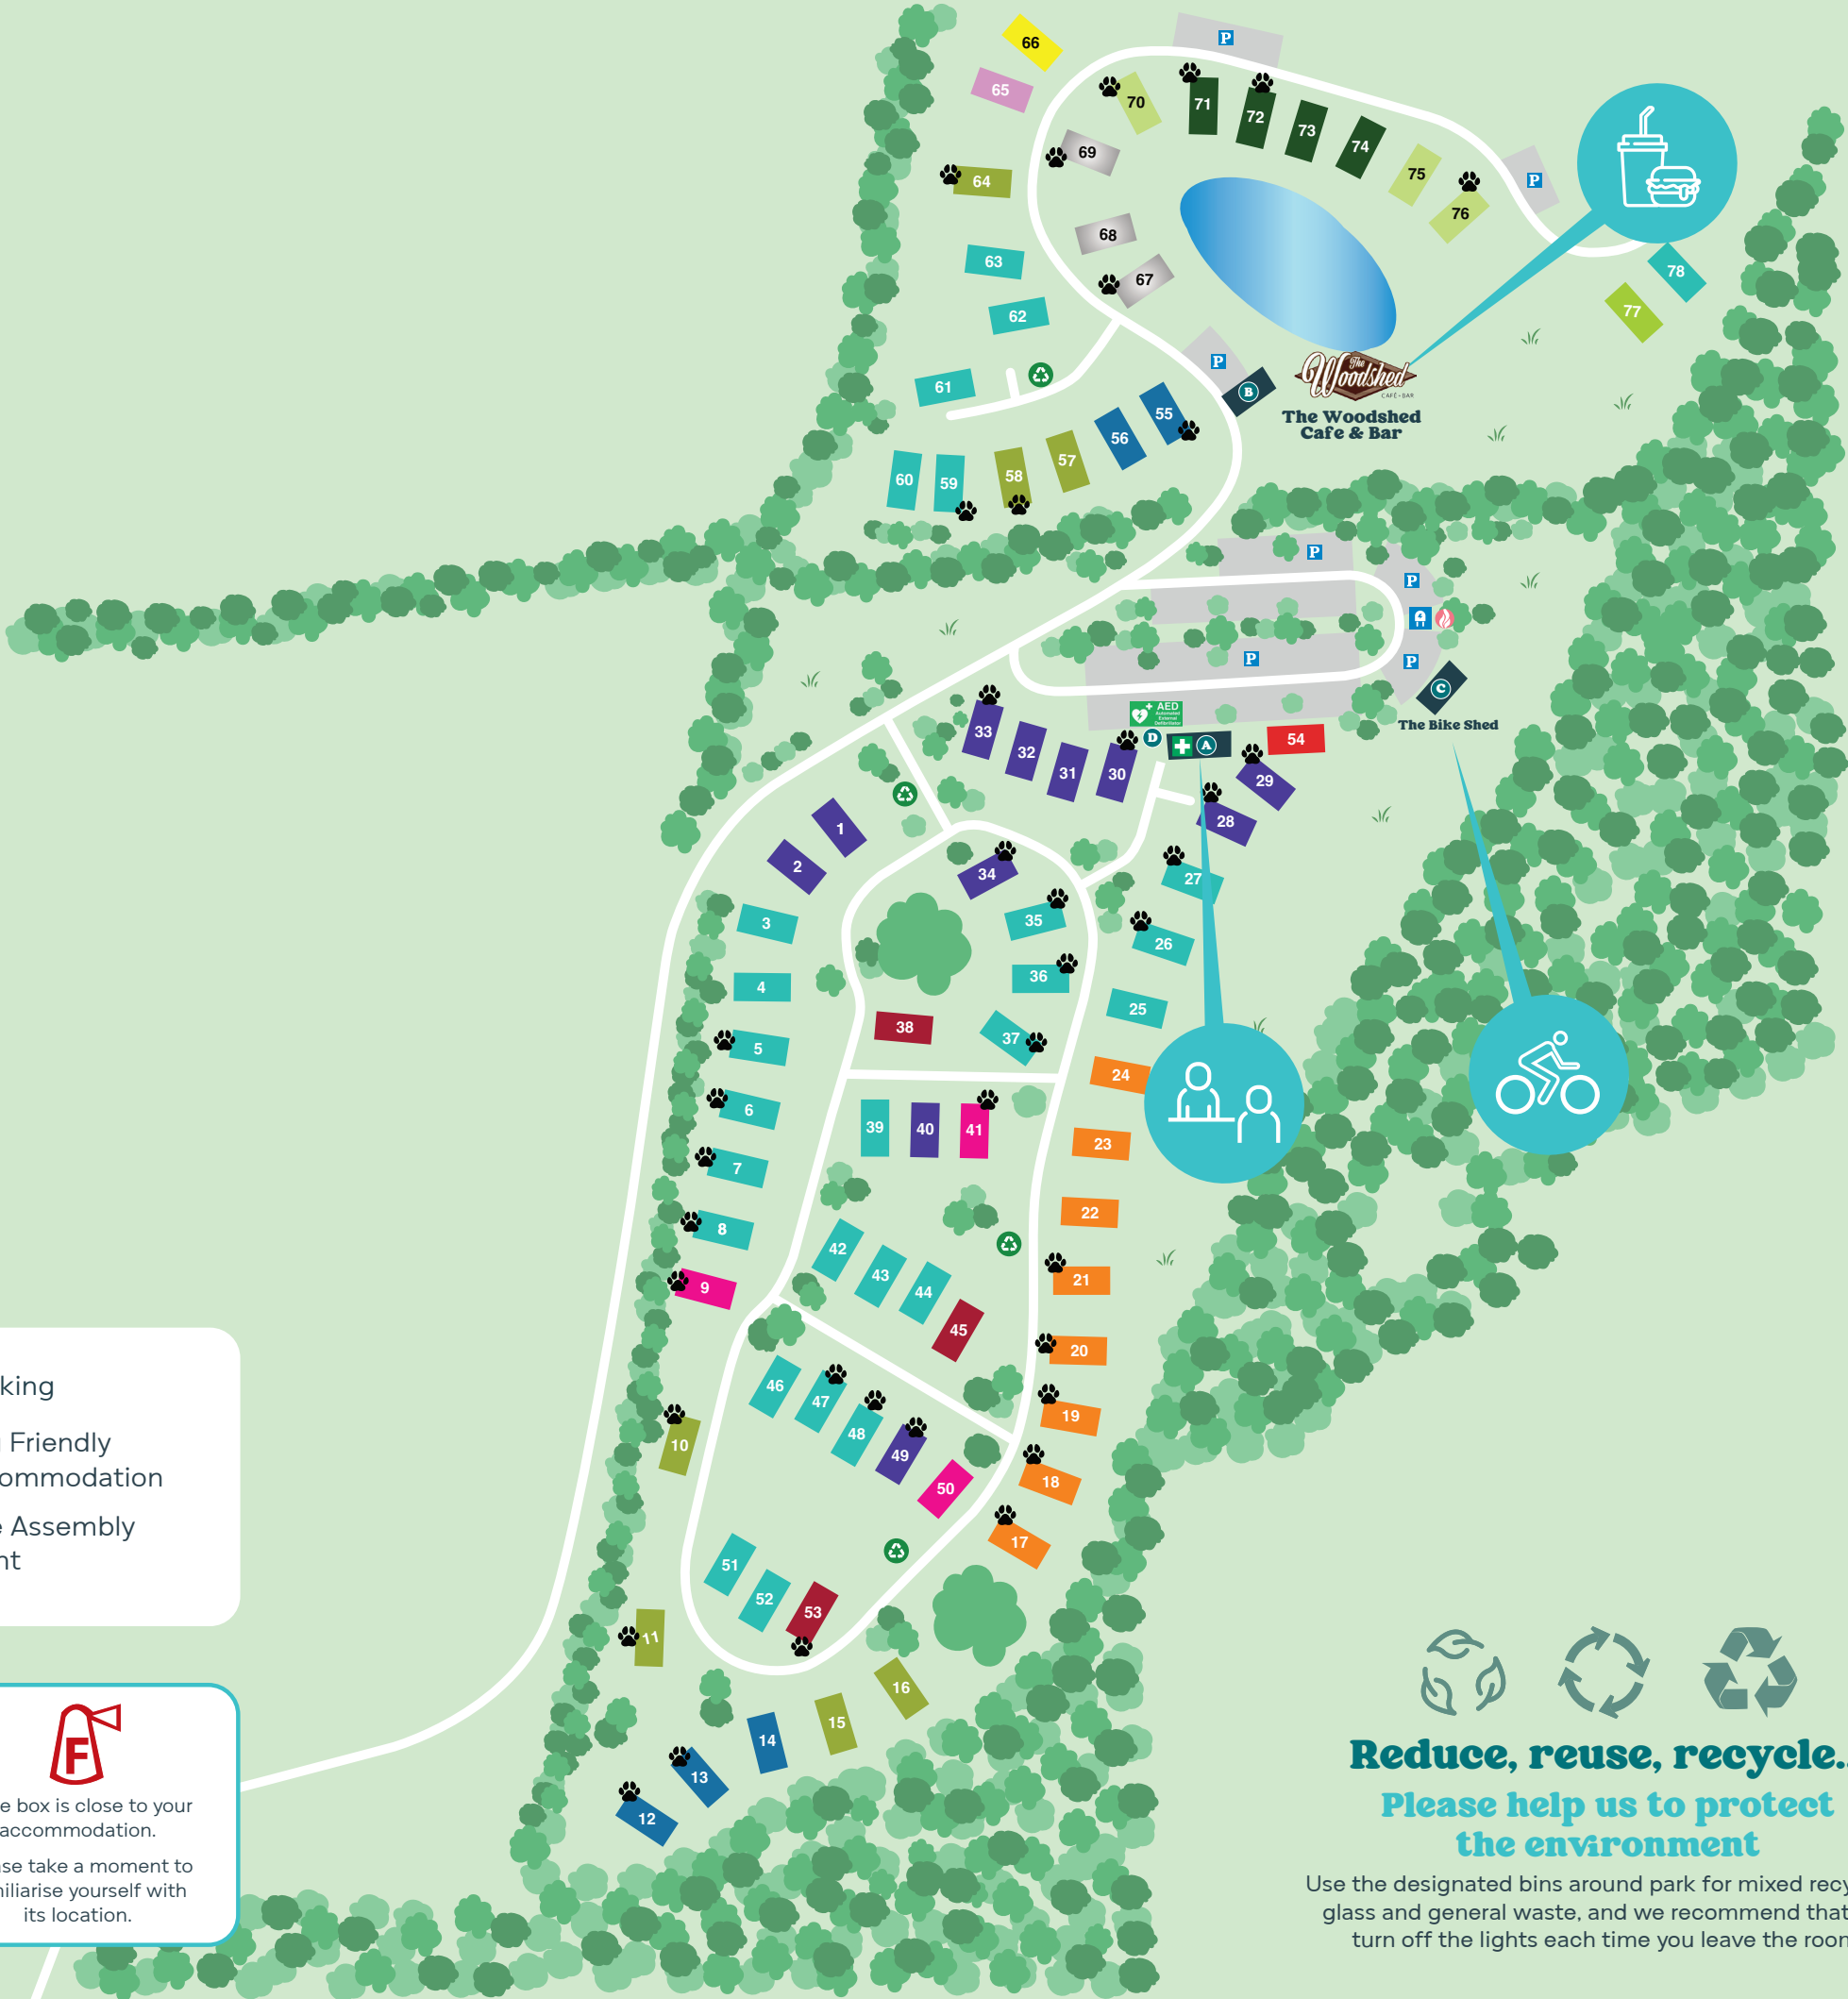 66
P
65
70
71
72
73
74
69
75
P
64
76
68
63
67
78
77
62
P
61
B
The
Woodshed
CAFÉ • BAR
The Woodshed
Cafe & Bar
55
56
57
58
59
60
P
P
P
P
C
The Bike Shed
AED
Automated
External
Defibrillator
D
A
54
33
32
31
30
29
28
1
2
34
27
3
35
26
36
4
25
38
37
5
24
6
39
40
41
23
7
22
8
42
43
44
21
9
45
20
46
47
19
48
10
49
18
50
17
51
52
53
11
16
15
14
13
12
king
Friendly
ommodation
e Assembly
nt
F
e box is close to your
accommodation.
se take a moment to
iliarise yourself with
its location.
Reduce, reuse, recycle..
Please help us to protect
the environment
Use the designated bins around park for mixed recy
glass and general waste, and we recommend that
turn off the lights each time you leave the roor